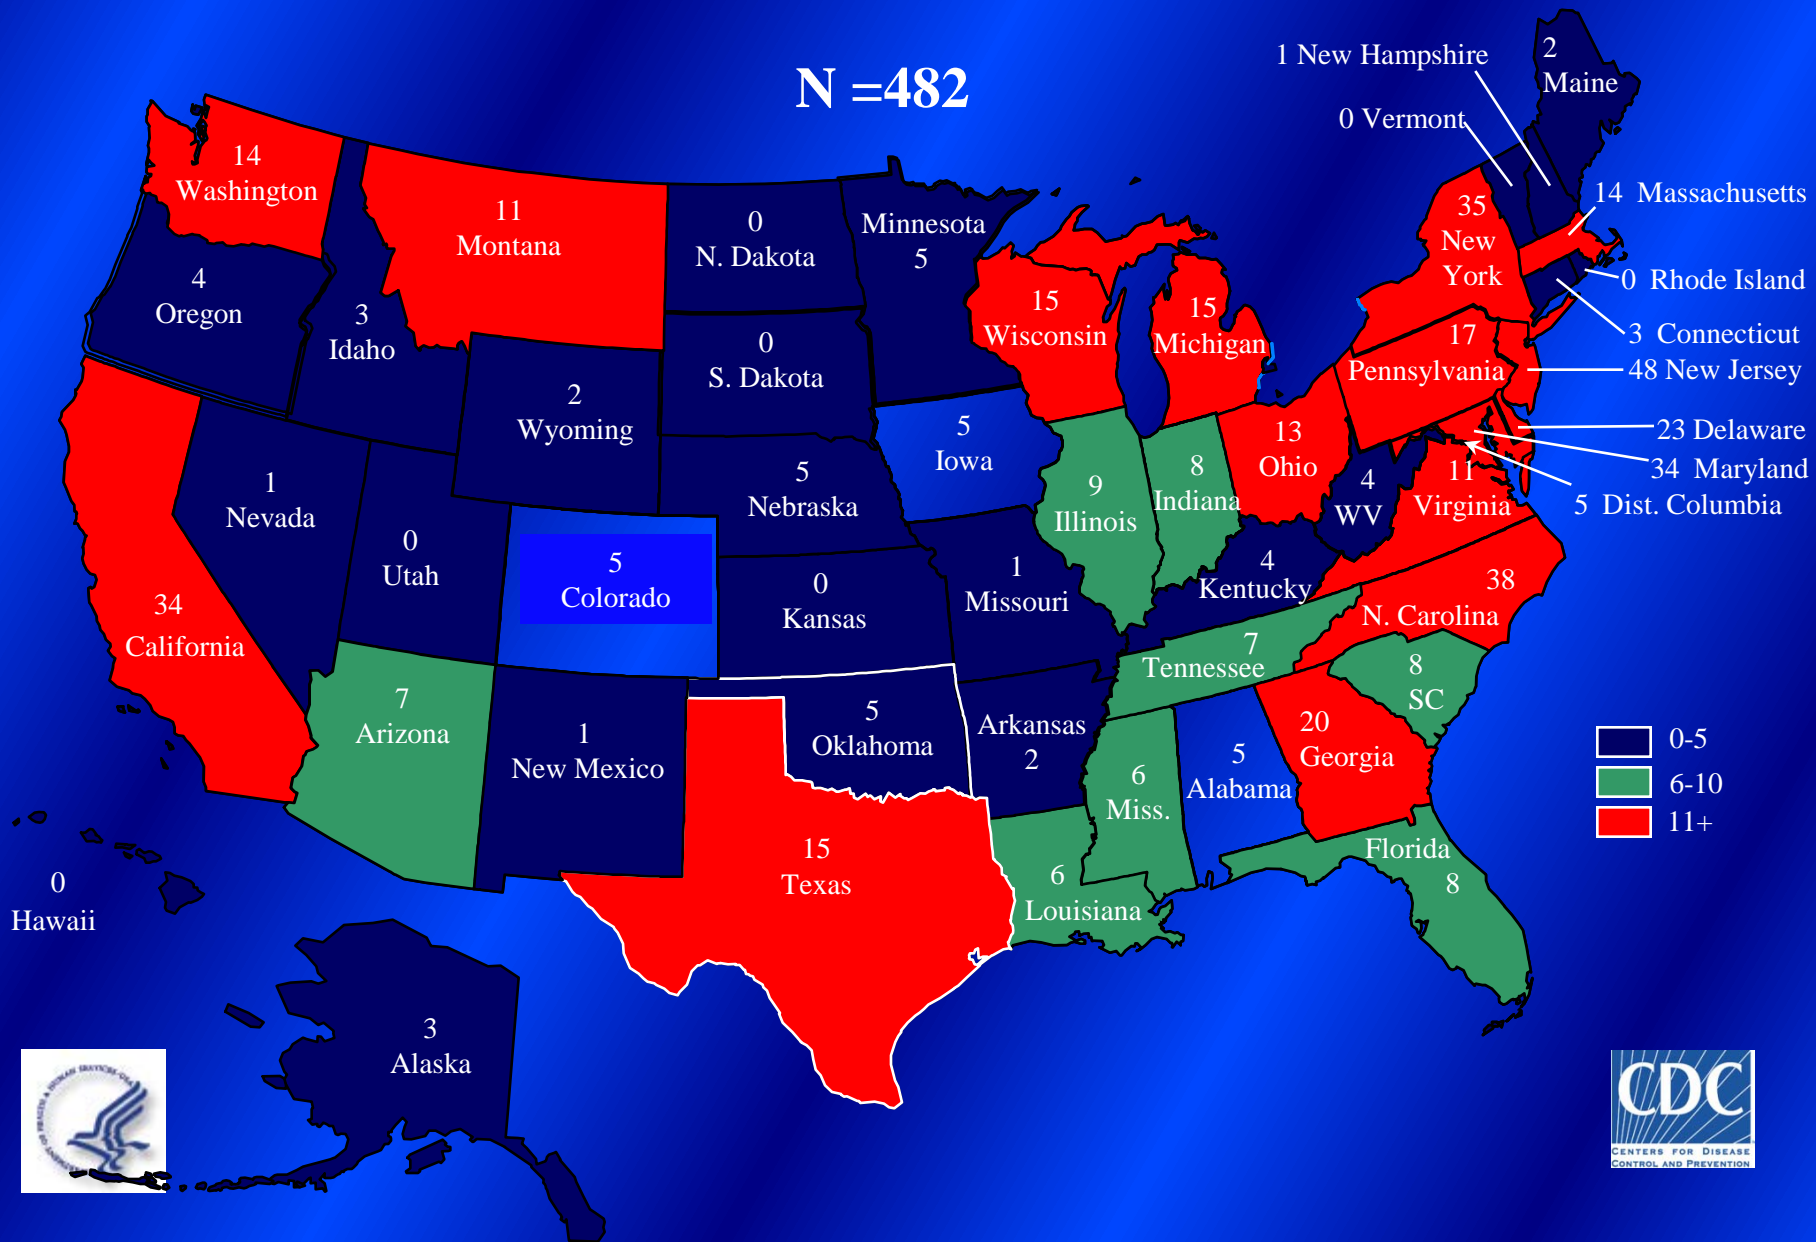 N =482
1 New Hampshire
2
Maine
0 Vermont
14
Washington
11
Montana
0
N. Dakota
Minnesota
5
35
New
York
14 Massachusetts
4
Oregon
3
Idaho
0
S. Dakota
15
Wisconsin
15
Michigan
0 Rhode Island
17
Pennsylvania
3 Connecticut
48 New Jersey
2
Wyoming
5
Iowa
13
Ohio
23 Delaware
34 Maryland
5 Dist. Columbia
1
Nevada
5
Nebraska
9
Illinois
8
Indiana
4
WV
11
Virginia
0
Utah
5
Colorado
0
Kansas
1
Missouri
4
Kentucky
38
N. Carolina
34
California
7
Tennessee
8
SC
7
Arizona
1
New Mexico
5
Oklahoma
Arkansas
2
6
Miss.
5
Alabama
20
Georgia
0-5
6-10
11+
15
Texas
6
Louisiana
Florida
8
0
Hawaii
3
Alaska
CDC
CENTERS FOR DISEASE
CONTROL AND PREVENTION